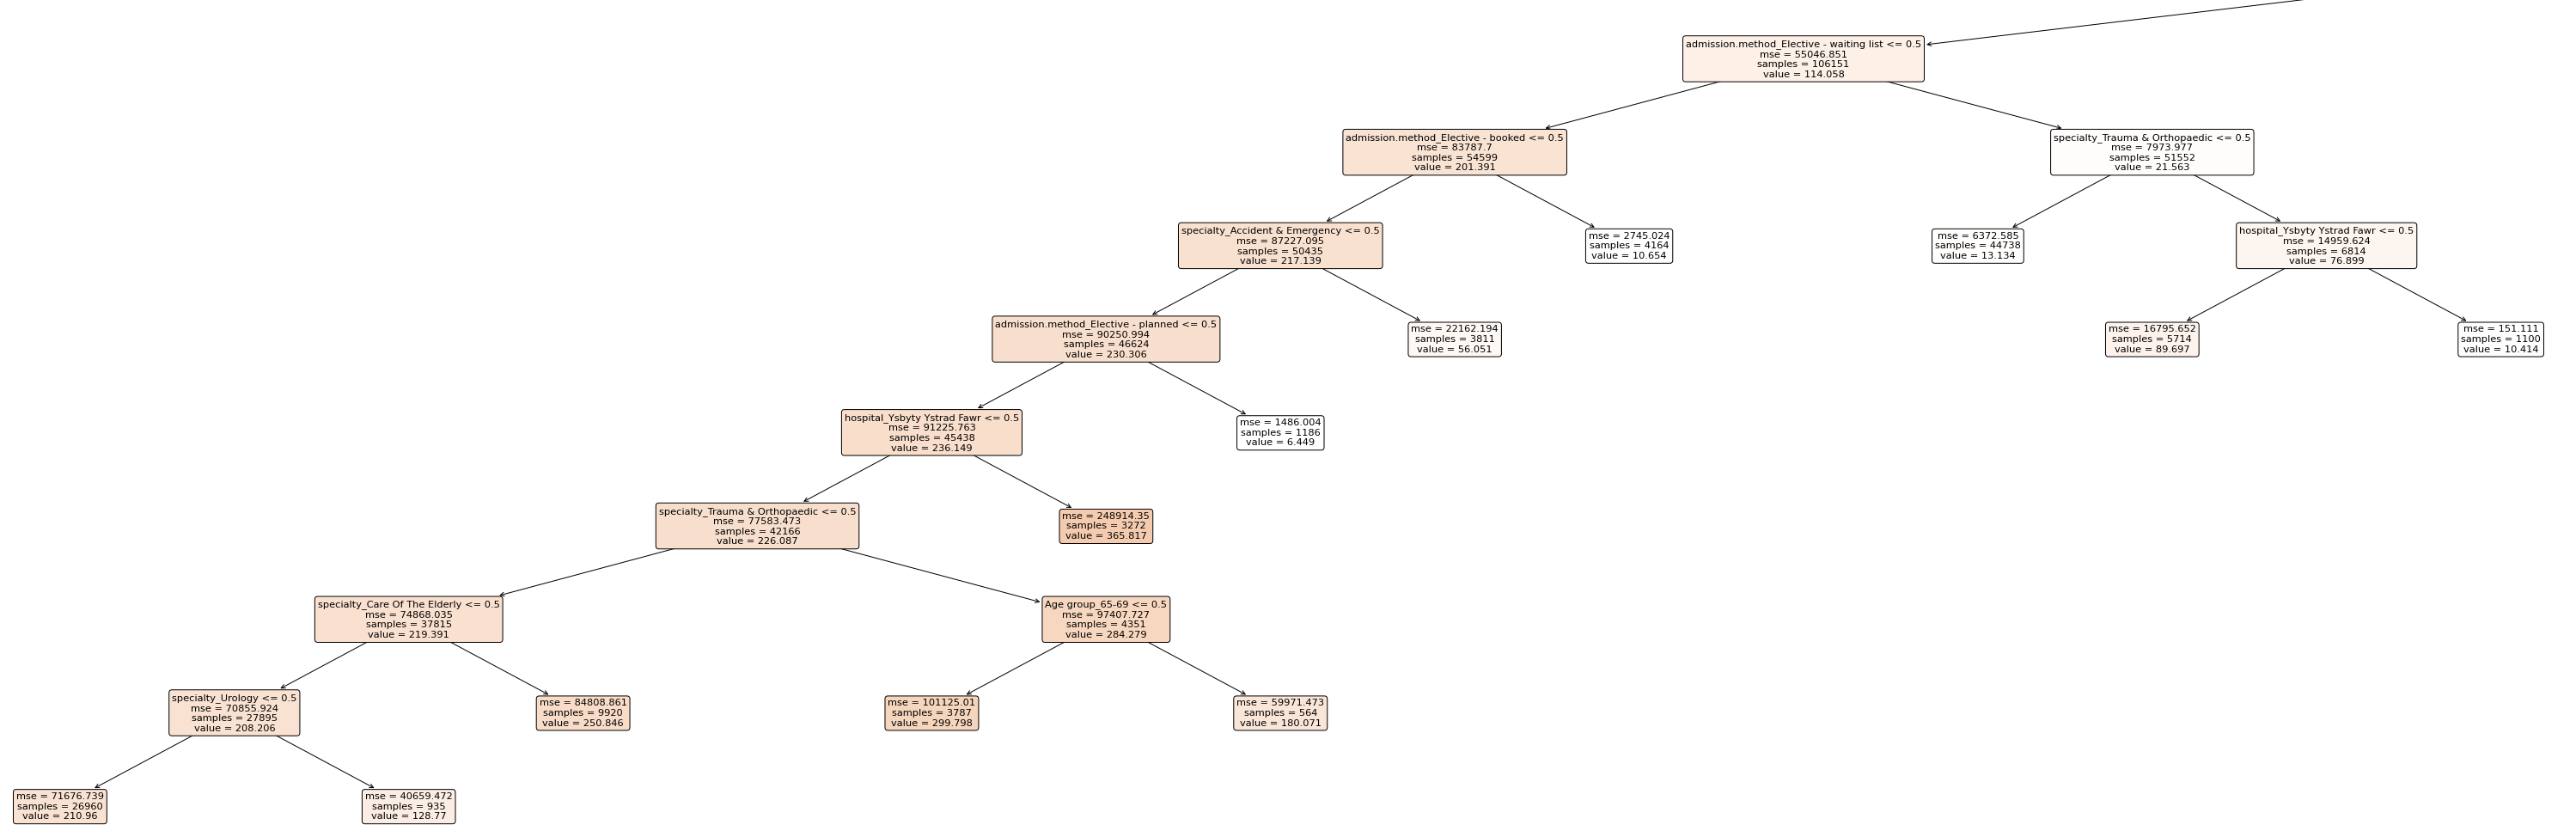 admission.method_Elective - waiting list <= 0.5
mse = 55046.851
samples = 106151
value = 114.058
admission.method_Elective - booked <= 0.5
mse = 83787.7
samples = 54599
value = 201.391
specialty_Trauma & Orthopaedic <= 0.5
mse = 7973.977
samples = 51552
value = 21.563
specialty_Accident & Emergency <= 0.5
mse = 87227.095
samples = 50435
value = 217.139
mse = 2745.024
samples = 4164
value = 10.654
mse = 6372.585
samples = 44738
value = 13.134
hospital_Ysbyty Ystrad Fawr <= 0.5
mse = 14959.624
samples = 6814
value = 76.899
admission.method_Elective - planned <= 0.5
mse = 90250.994
samples = 46624
value = 230.306
mse = 22162.194
samples = 3811
value = 56.051
mse = 16795.652
samples = 5714
value = 89.697
mse = 151.111
samples = 1100
value = 10.414
hospital_Ysbyty Ystrad Fawr <= 0.5
mse = 91225.763
samples = 45438
value = 236.149
mse = 1486.004
samples = 1186
value = 6.449
specialty_Trauma & Orthopaedic <= 0.5
mse = 77583.473
samples = 42166
value = 226.087
mse = 248914.35
samples = 3272
value = 365.817
specialty_Care Of The Elderly <= 0.5
mse = 74868.035
samples = 37815
value = 219.391
Age group_65-69 <= 0.5
mse = 97407.727
samples = 4351
value = 284.279
specialty_Urology <= 0.5
mse = 70855.924
samples = 27895
value = 208.206
mse = 84808.861
samples = 9920
value = 250.846
mse = 101125.01
samples = 3787
value = 299.798
mse = 59971.473
samples = 564
value = 180.071
mse = 71676.739
samples = 26960
value = 210.96
mse = 40659.472
samples = 935
value = 128.77